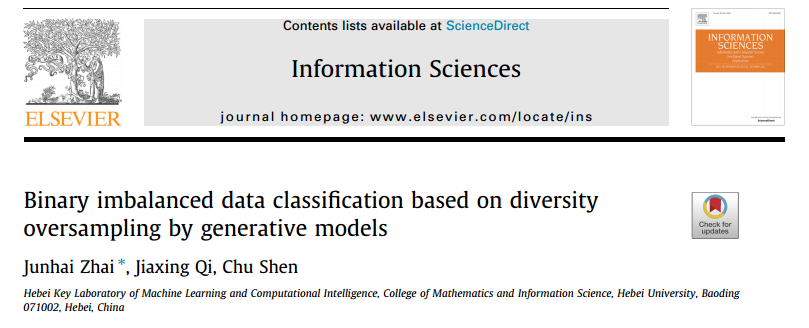 Contents lists available at ScienceDirect
Information Sciences
journal homepage: www.elsevier.com/locate/ins
ELSEVIER
INFORMATION
SCIENCES
Binary imbalanced data classification based on diversity
oversampling by generative models
Check for
updates
Junhai Zhai *, Jiaxing Qi, Chu Shen
Hebei Key Laboratory of Machine Learning and Computational Intelligence, College of Mathematics and Information Science, Hebei University, Baoding
071002, Hebei, China